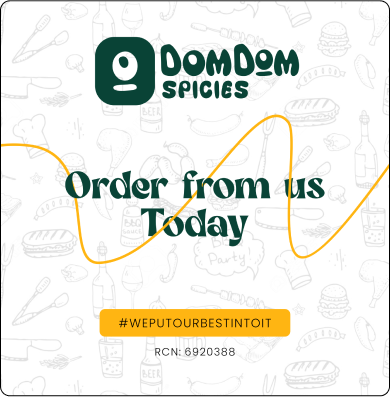 DOMDOM
SPICIES
Order from us
Today
#WEPUTOURBESTINTOIT
RCN: 6920388